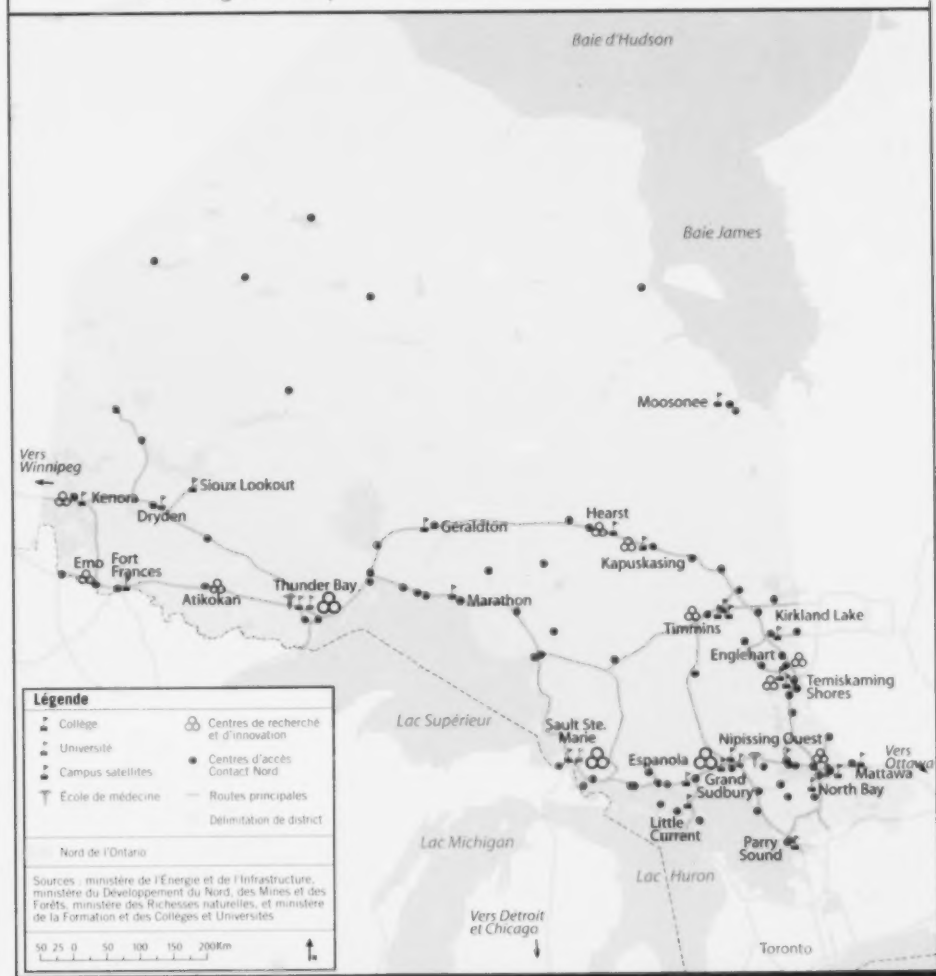 Baie d'Hudson
Baie James
Moosonee
Vers
Winnipeg
Kenora
Sioux Lookout
Dryden
Geraldton
Hearst
Kapuskasing
Emo
Fort
Frances
Atikokan
Thunder Bay
Marathon
Timmins
Kirkland Lake
Englehart
Temiskaming
Shores
Lac Supérieur
Sault Ste.
Marie
Espanola
Nipissing Ouest
Vers
Ottawa
Grand
Sudbury
Mattawa
North Bay
Little
Current
Parry
Sound
Lac Michigan
Lac Huron
Vers Détroit
et Chicago
Toronto
Légende
Collège
Université
Campus satellites
École de médecine
Centres de recherche
et d'innovation
Centres d'accès
Contact Nord
Routes principales
Délimitation de district
Nord de l'Ontario
Sources : ministère de l'Énergie et de l'Infrastructure,
ministère du Développement du Nord, des Mines et des
Forêts, ministère des Richesses naturelles, et ministère
de la Formation et des Collèges et Universités
50 25 0 50 100 150 200Km
N